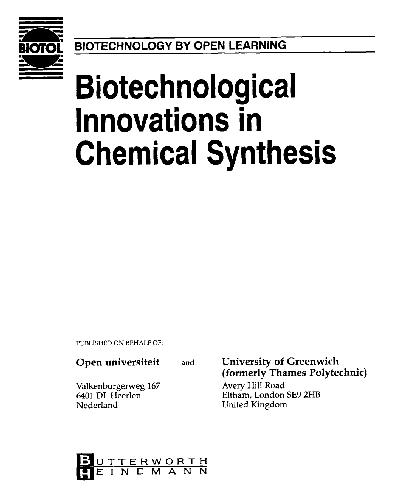 BIOTOL
BIOTECHNOLOGY BY OPEN LEARNING
Biotechnological
Innovations in
Chemical Synthesis
PUBLISHED ON BEHALF OF:
Open universiteit and University of Greenwich
(formerly Thames Polytechnic)
Valkenburgerweg 167
6401 DL Heerlen
Nederland
Avery Hill Road
Eltham, London SE9 2HB
United Kingdom
BUTTERWORTH
HEINEMANN